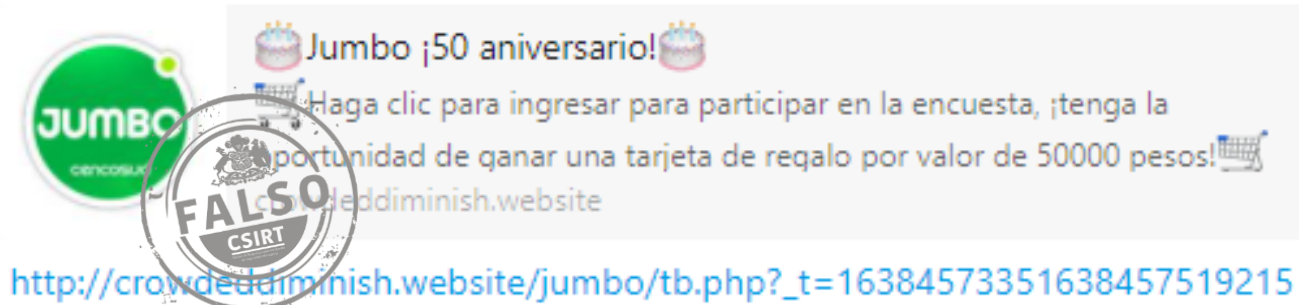 🎂Jumbo ¡50 aniversario!🎂
JUMBO
cencosud
🛒Haga clic para ingresar para participar en la encuesta, ¡tenga la
oportunidad de ganar una tarjeta de regalo por valor de 50000 pesos!🛒
crowdeddiminish.website
FALSO
CSIRT
http://crowdeddiminish.website/jumbo/tb.php?_t=16384573351638457519215